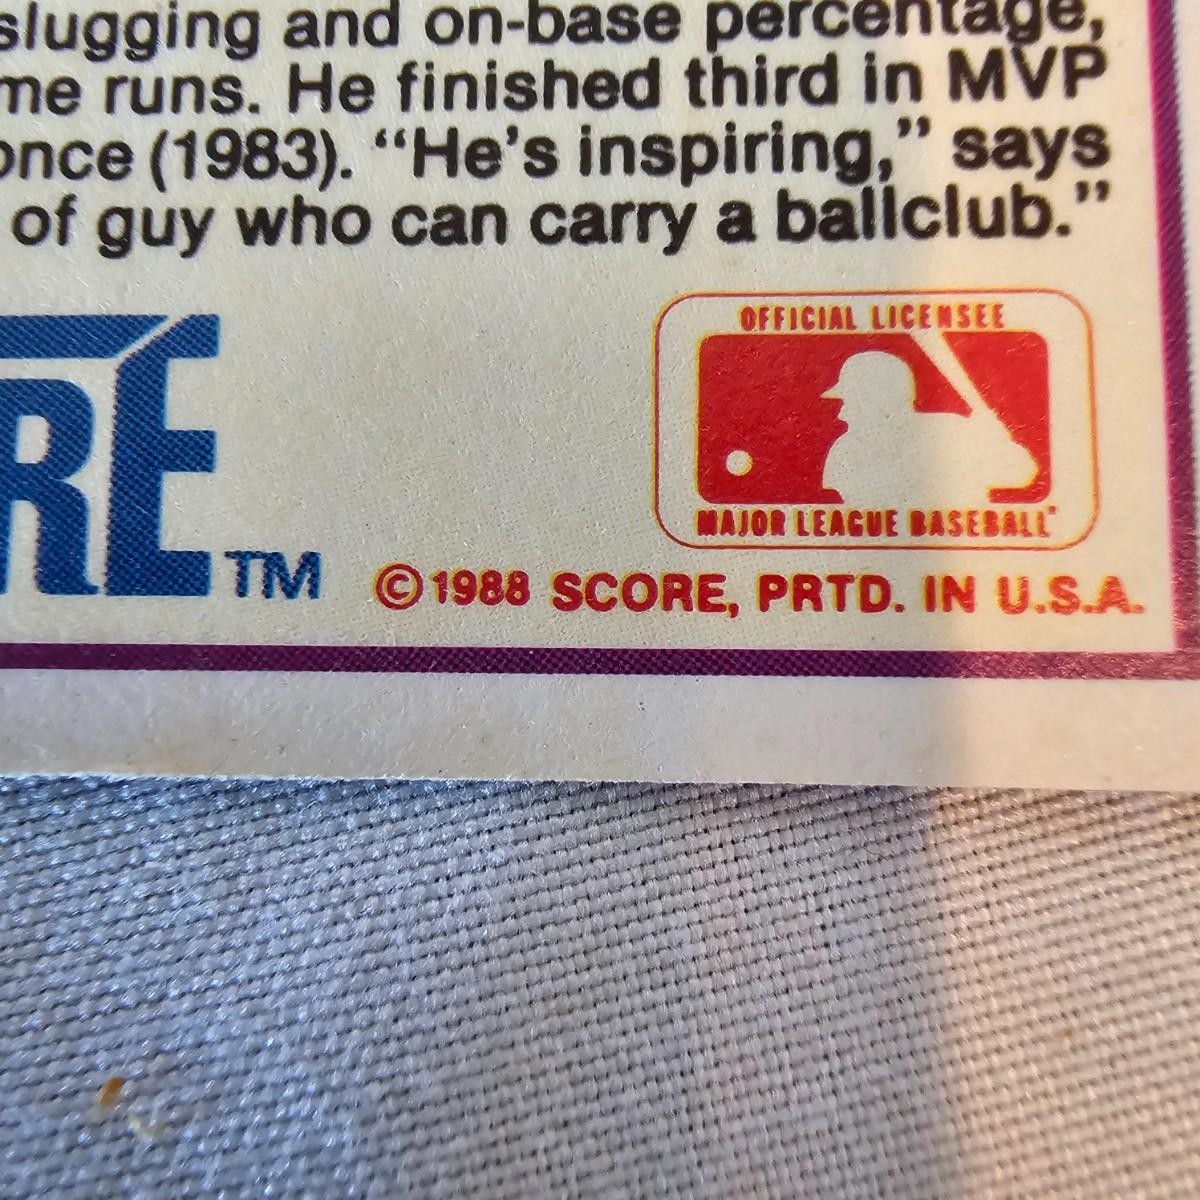 slugging and on-base percentage,
me runs. He finished third in MVP
once (1983). “He’s inspiring,” says
of guy who can carry a ballclub.”
OFFICIAL LICENSEE
MAJOR LEAGUE BASEBALL
RE TM
©1988 SCORE, PRTD. IN U.S.A.